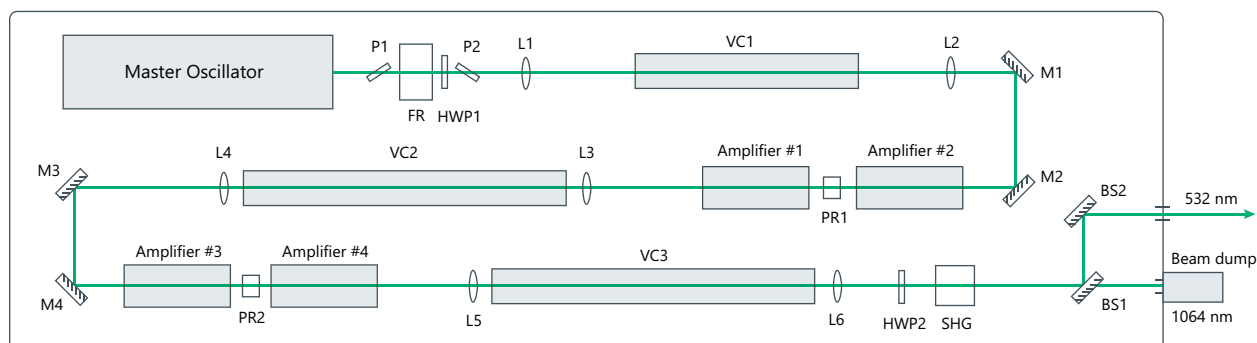 Master Oscillator
P1
FR
HWP1
P2
L1
VC1
L2
M1
M3
L4
VC2
L3
Amplifier #1
PR1
Amplifier #2
M2
BS2
532 nm
M4
Amplifier #3
PR2
Amplifier #4
L5
VC3
L6
HWP2
SHG
BS1
Beam dump
1064 nm